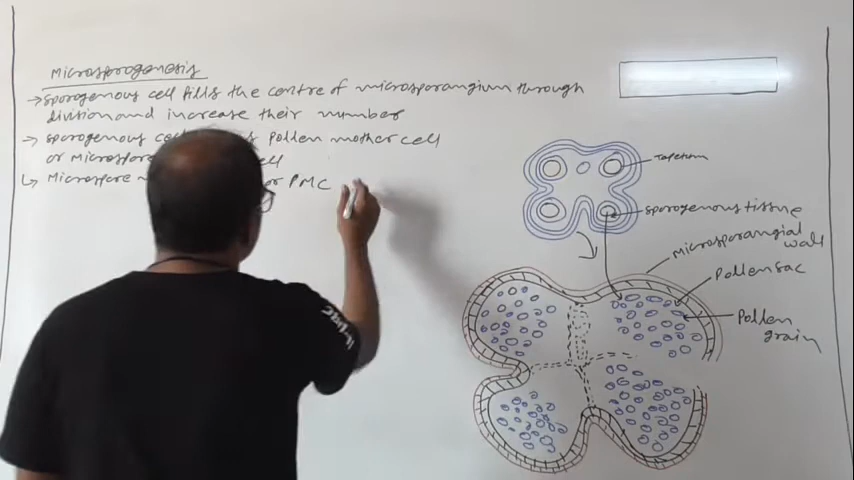 Microsporogenesis
→ sporogenous cell fills the centre of microsporangium through
division and increase their number
→ sporogenous Pollen mother cell
or Microspore cell
↳ Microspore or PMC
Tapetum
sporogenous tissue
Microsporangial
wall
Pollen sac
Pollen
grain